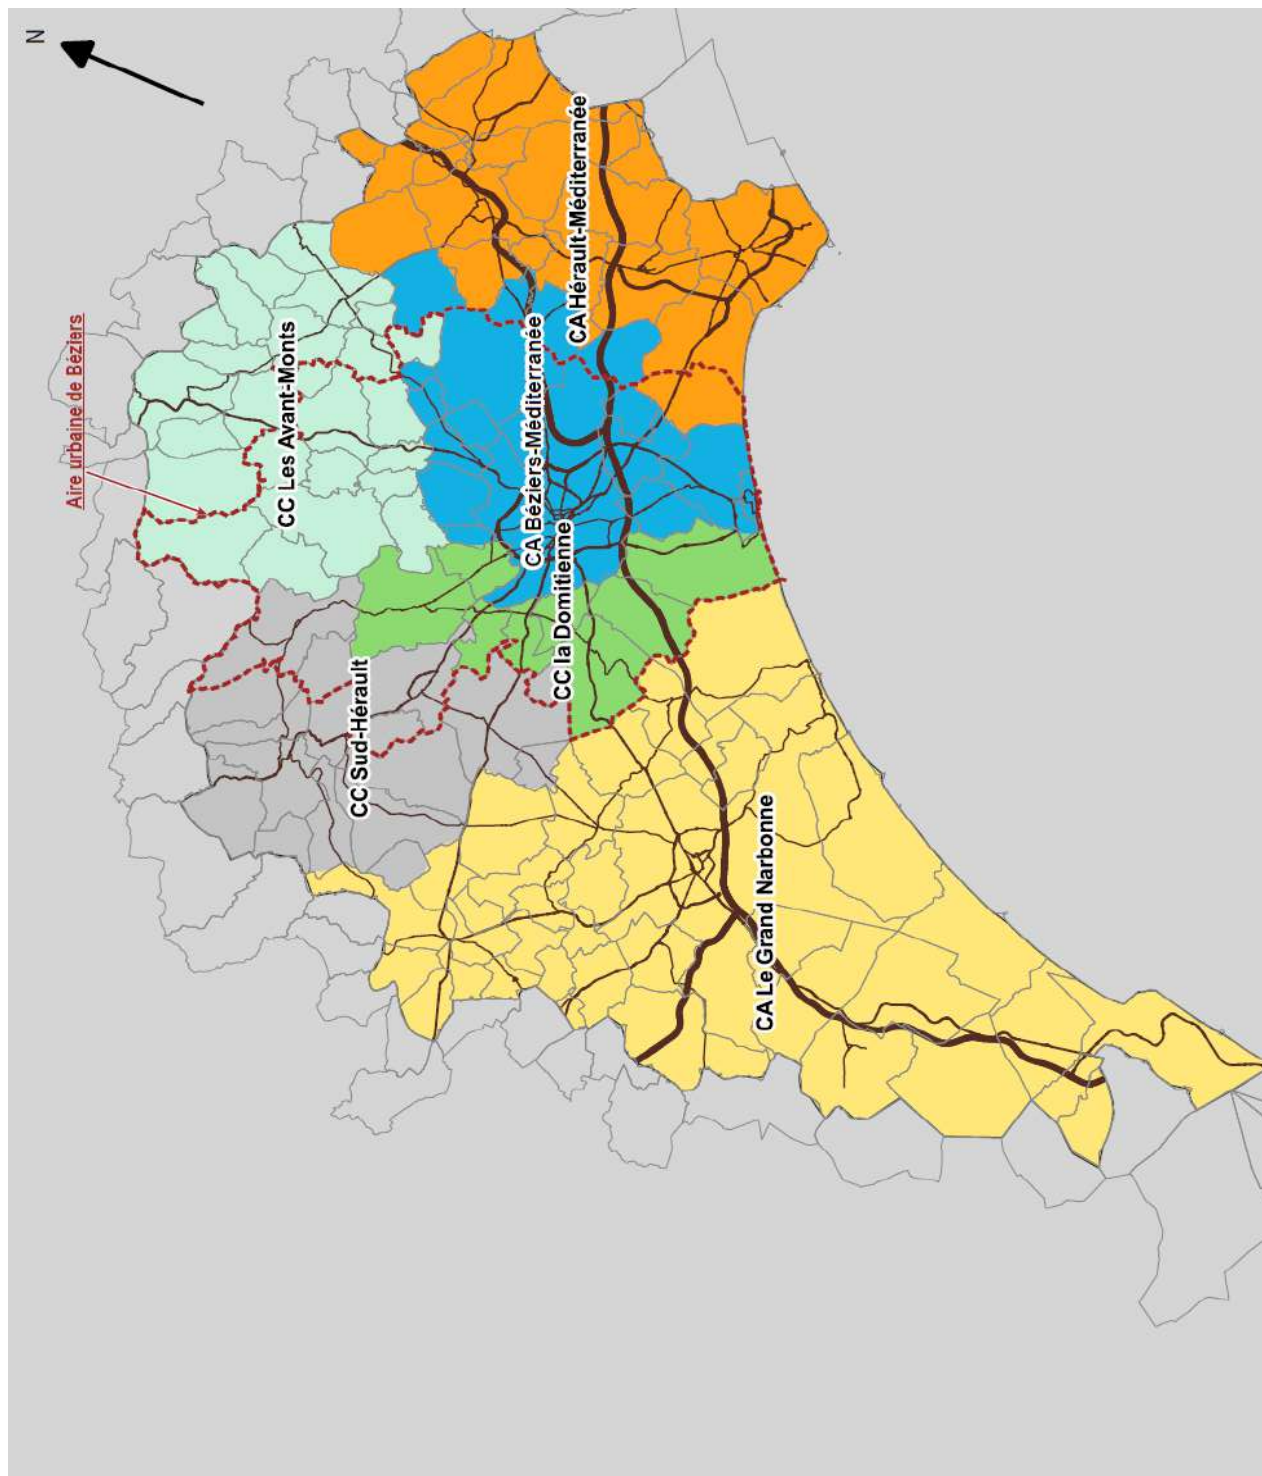 N
Aire urbaine de Béziers
CC Les Avant-Monts
CA Hérault-Méditerranée
CA Béziers-Méditerranée
CC la Domitienne
CC Sud-Hérault
CA Le Grand Narbonne